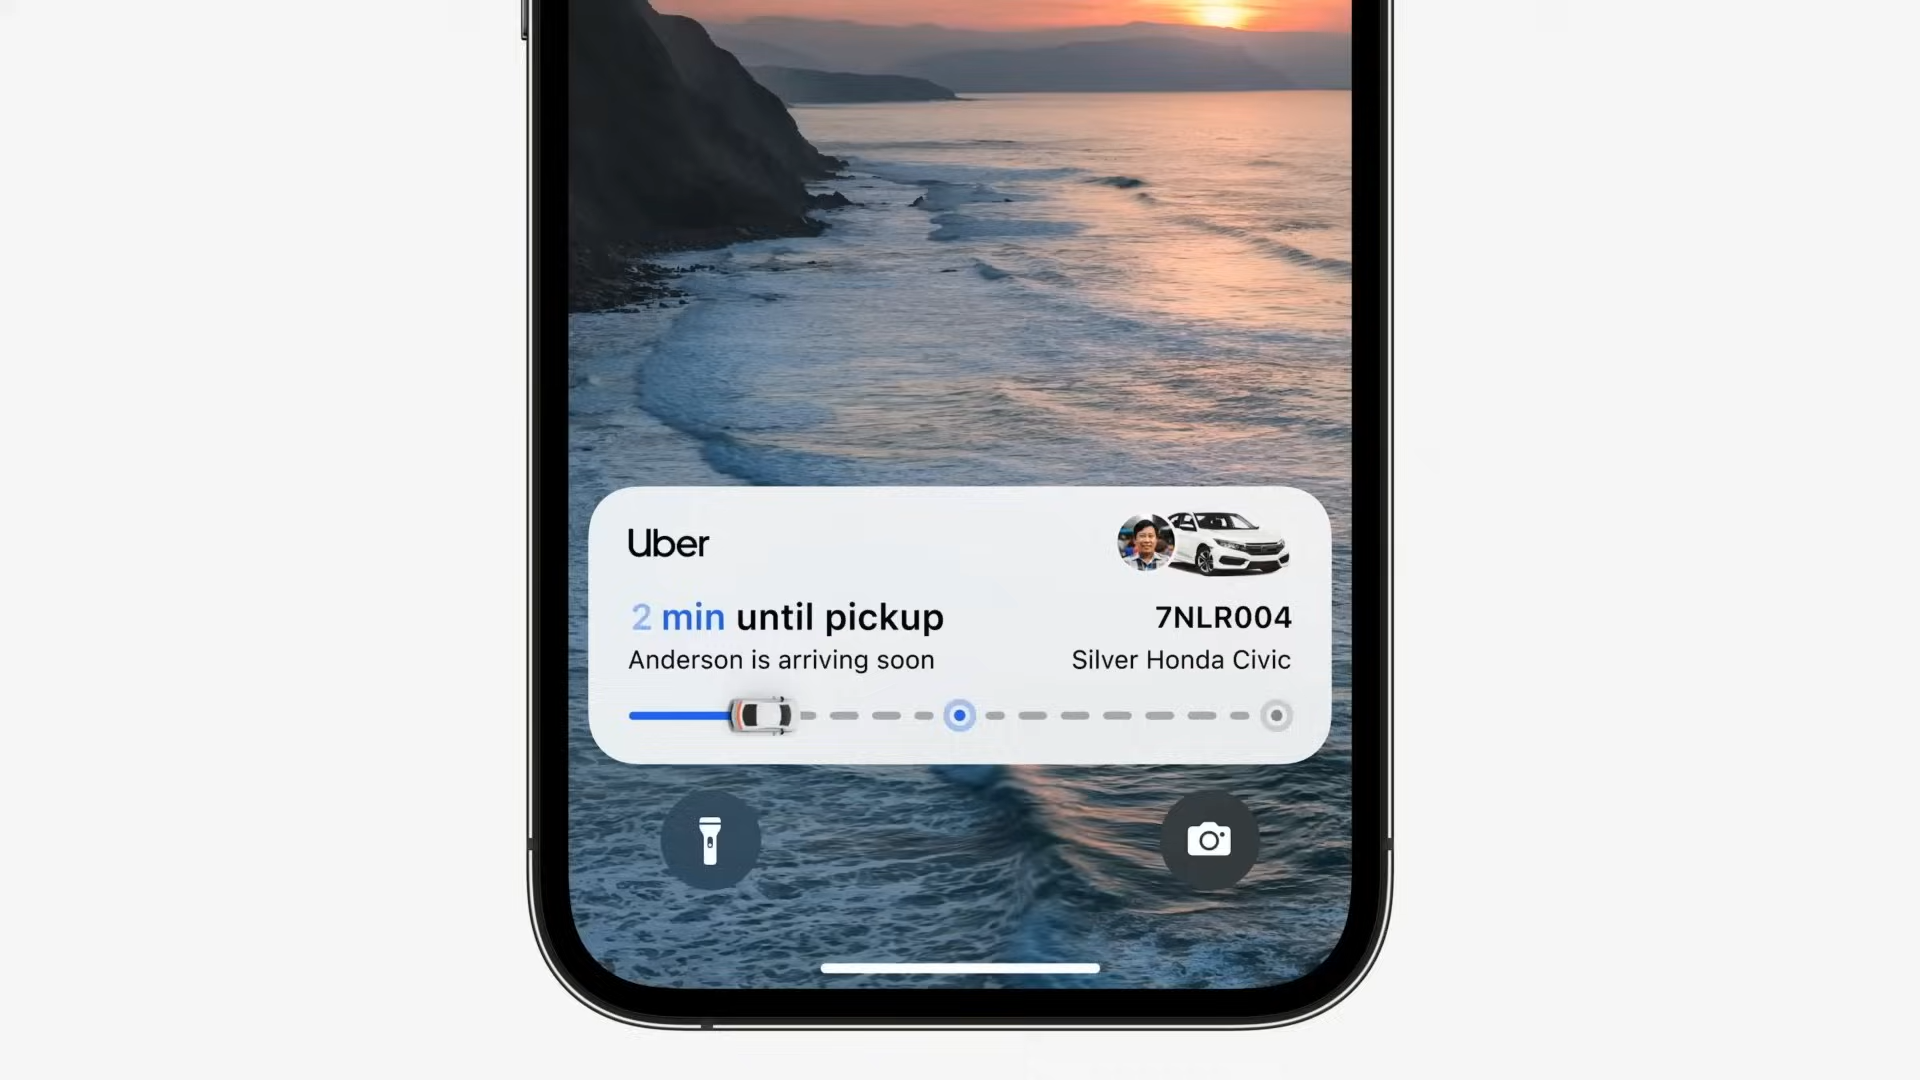 Uber
2 min until pickup
7NLR004
Anderson is arriving soon
Silver Honda Civic